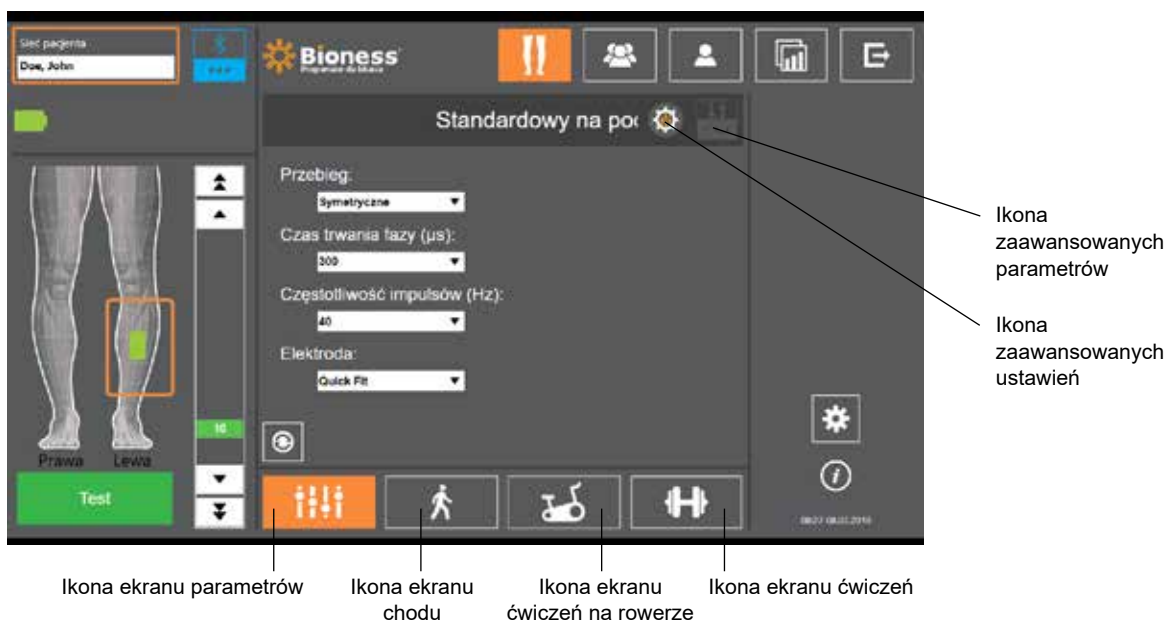 Sieć pacjenta
Doe, John
Bioness
Standardowy na poc
Przebieg:
Symetryczne
Czas trwania fazy (µs):
300
Częstotliwość impulsów (Hz):
40
Elektroda:
Quick Fit
10
Prawa Lewa
Test
Ikona
zaawansowanych
parametrów
Ikona
zaawansowanych
ustawień
Ikona ekranu parametrów
Ikona ekranu
chodu
Ikona ekranu
ćwiczeń na rowerze
Ikona ekranu ćwiczeń